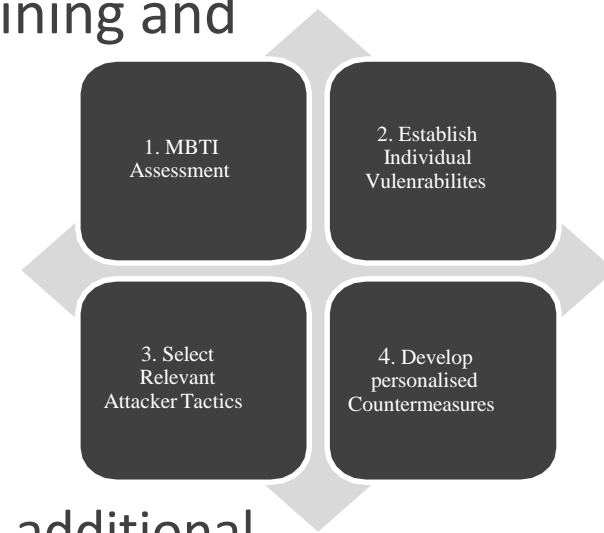 ining and
1. MBTI
Assessment
2. Establish
Individual
Vulenrabilites
3. Select
Relevant
Attacker Tactics
4. Develop
personalised
Countermeasures
additional